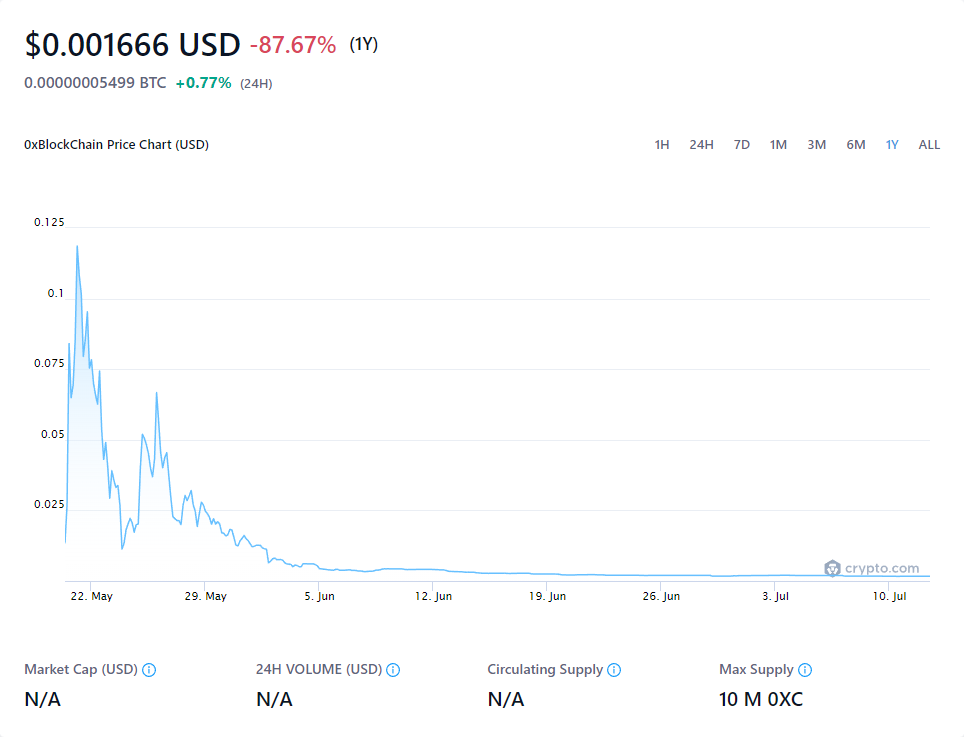 $0.001666 USD -87.67% (1Y)
0.00000005499 BTC +0.77% (24H)
0xBlockChain Price Chart (USD) 1H 24H 7D 1M 3M 6M 1Y ALL
0.125
0.1
0.075
0.05
0.025
crypto.com
22. May 29. May 5. Jun 12. Jun 19. Jun 26. Jun 3. Jul 10. Jul
Market Cap (USD) 24H VOLUME (USD) Circulating Supply Max Supply
N/A N/A N/A 10 M 0XC